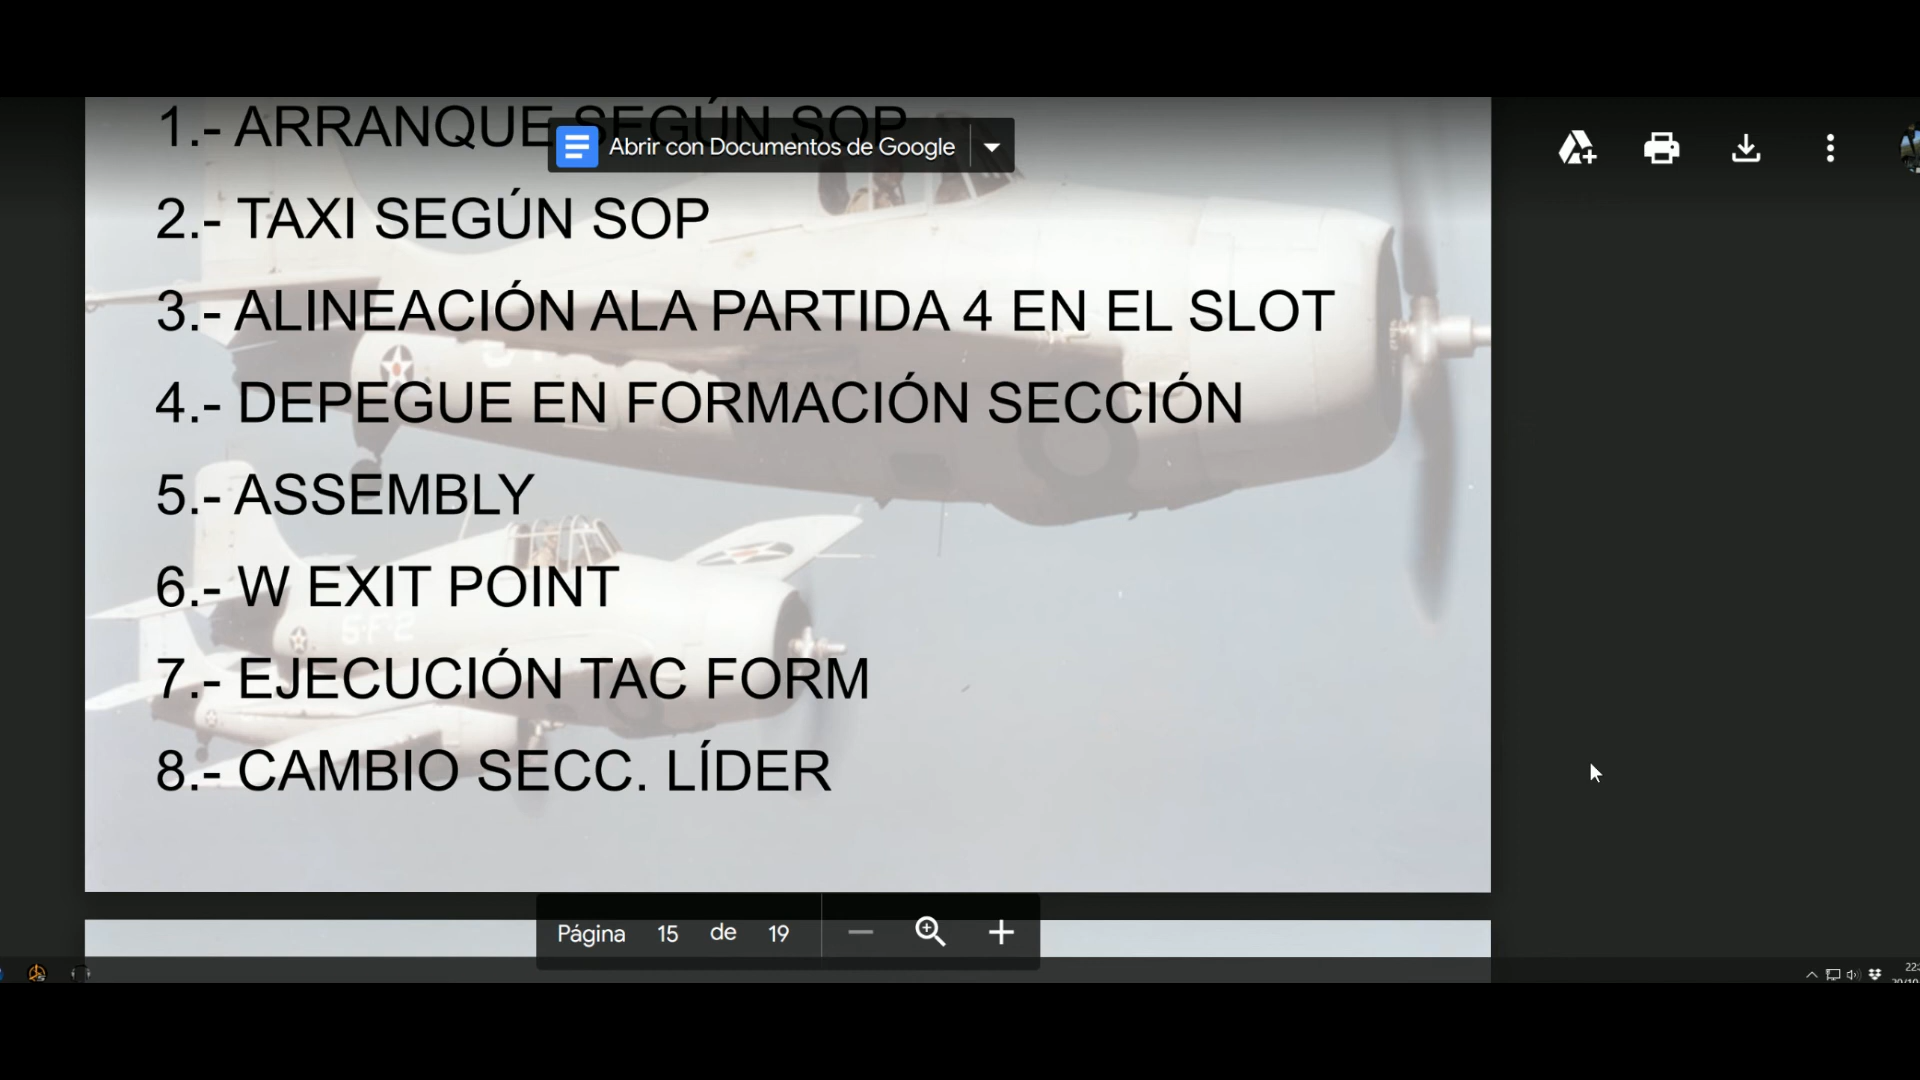 1.- ARRANQUE SEGÚN SOP
Abrir con Documentos de Google
2.- TAXI SEGÚN SOP
3.- ALINEACIÓN ALA PARTIDA 4 EN EL SLOT
4.- DEPEGUE EN FORMACIÓN SECCIÓN
5.- ASSEMBLY
6.- W EXIT POINT
7.- EJECUCIÓN TAC FORM
8.- CAMBIO SECC. LÍDER
Página 15 de 19